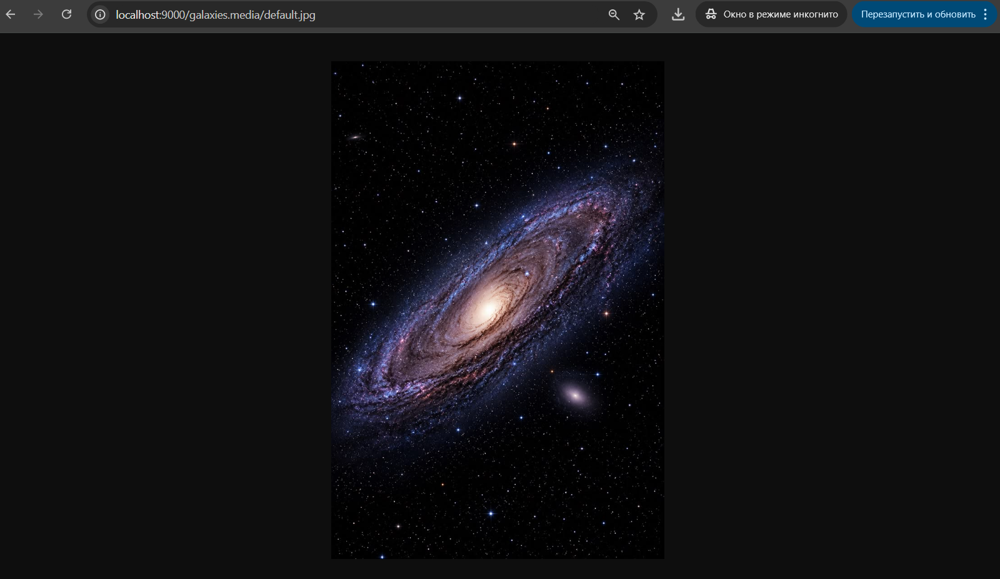 localhost:9000/galaxies.media/default.jpg
Окно в режиме инкогнито
Перезапустить и обновить